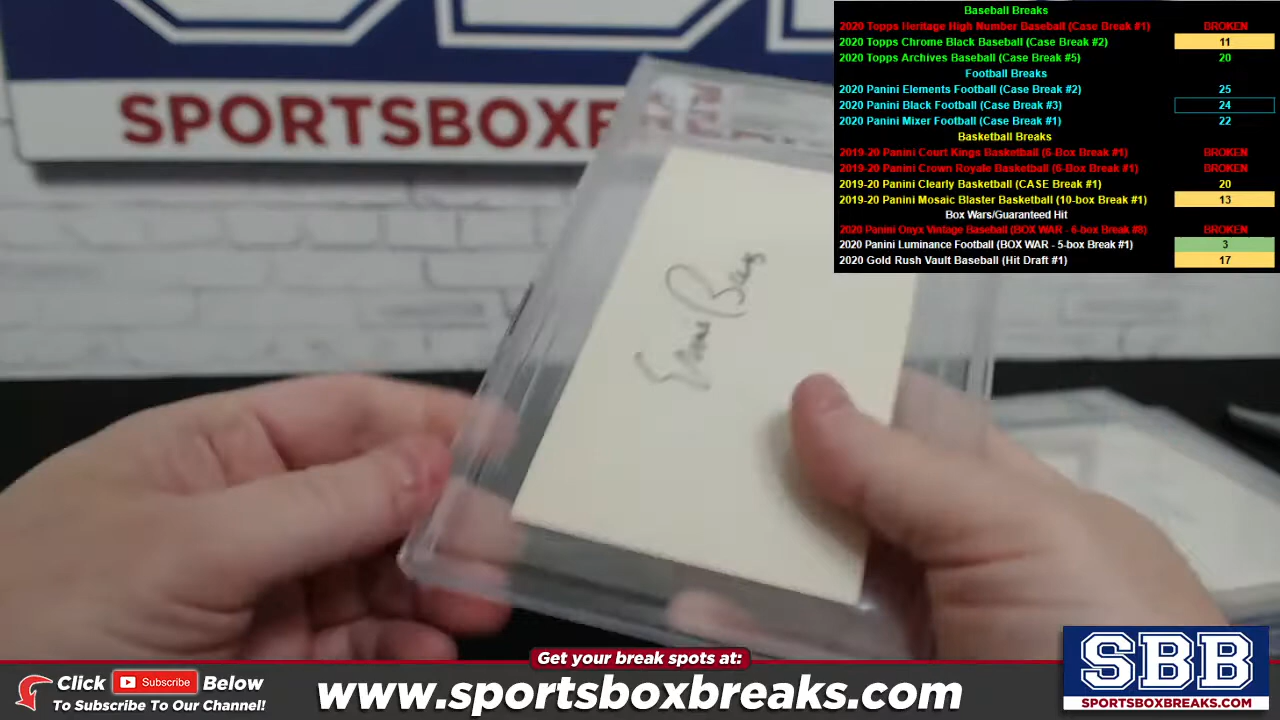 SPORTSBOX
Ernie Banks
Baseball Breaks
2020 Topps Heritage High Number Baseball (Case Break #1) BROKEN
2020 Topps Chrome Black Baseball (Case Break #2) 11
2020 Topps Archives Baseball (Case Break #5) 20
Football Breaks
2020 Panini Elements Football (Case Break #2) 25
2020 Panini Black Football (Case Break #3) 24
2020 Panini Mixer Football (Case Break #1) 22
Basketball Breaks
2019-20 Panini Court Kings Basketball (6-Box Break #1) BROKEN
2019-20 Panini Crown Royale Basketball (6-Box Break #1) BROKEN
2019-20 Panini Clearly Basketball (CASE Break #1) 20
2019-20 Panini Mosaic Blaster Basketball (10-box Break #1) 13
Box Wars/Guaranteed Hit
2020 Panini Onyx Vintage Baseball (BOX WAR - 6-box Break #8) BROKEN
2020 Panini Luminance Football (BOX WAR - 5-box Break #1) 3
2020 Gold Rush Vault Baseball (Hit Draft #1) 17
Get your break spots at:
Click Subscribe Below
To Subscribe To Our Channel!
www.sportsboxbreaks.com
SBB
SPORTSBOXBREAKS.COM